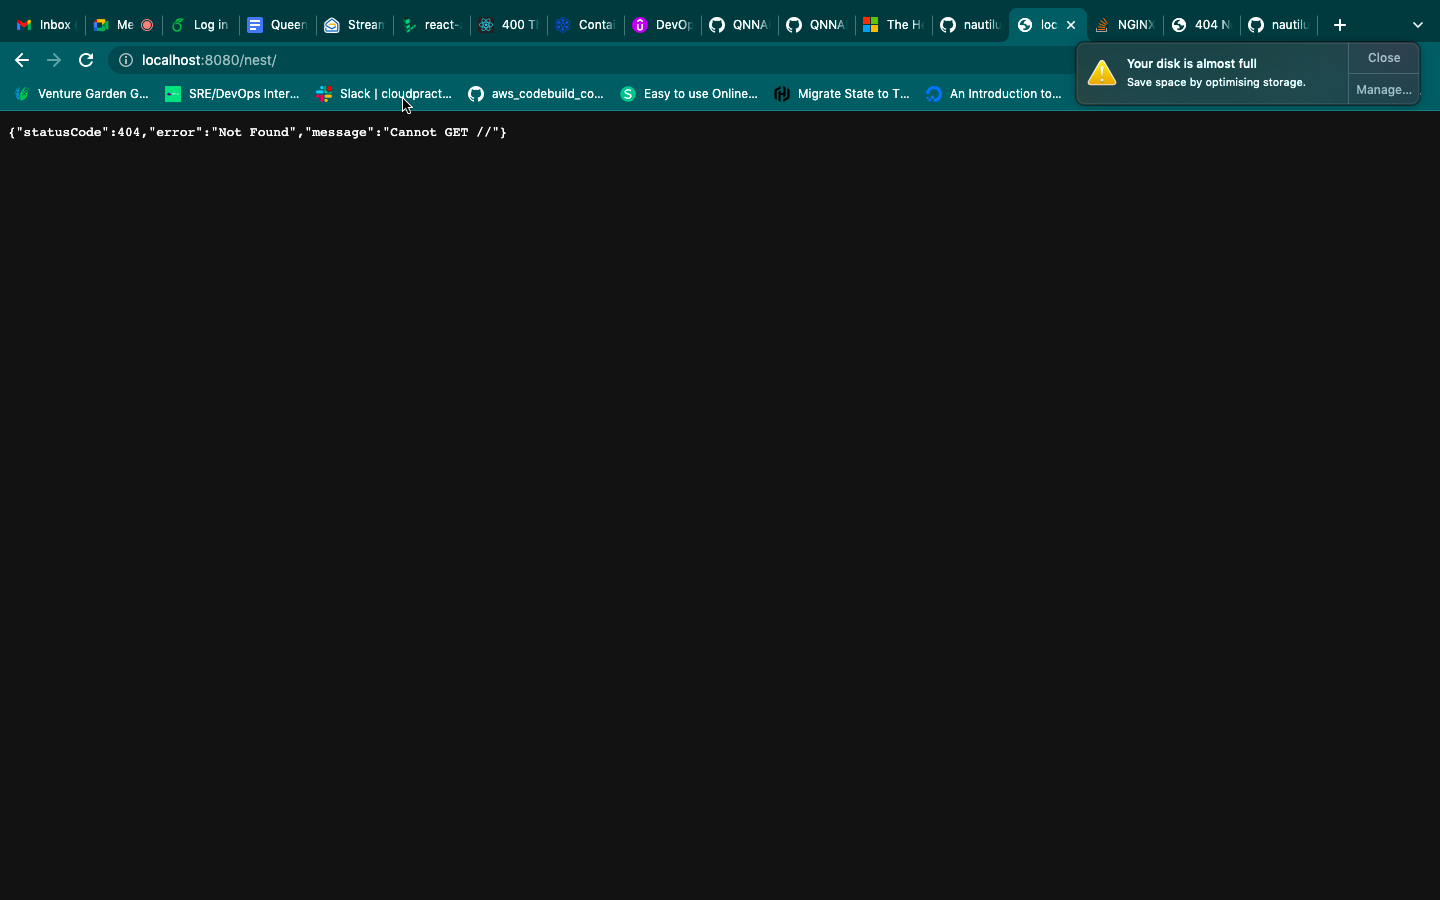 Inbox Me Log in Queen Stream react- 400 Th Contai DevOp QNNA QNNA The He nautilu loc NGINX 404 N nautilu
localhost:8080/nest/
Your disk is almost full
Save space by optimising storage.
Close
Manage...
Venture Garden G... SRE/DevOps Inter... Slack | cloudpract... aws_codebuild_co... Easy to use Online... Migrate State to T... An Introduction to...
{"statusCode":404,"error":"Not Found","message":"Cannot GET //"}